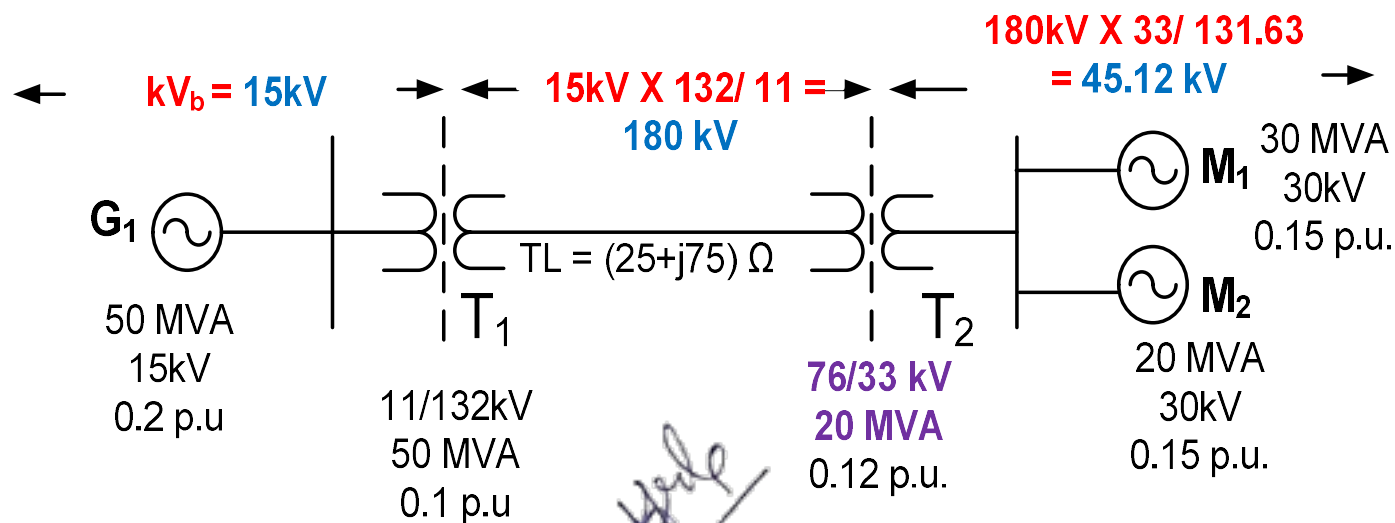 kVb = 15kV
15kV X 132/ 11 =
180 kV
180kV X 33/ 131.63
= 45.12 kV
G1
50 MVA
15kV
0.2 p.u
T1
11/132kV
50 MVA
0.1 p.u
TL = (25+j75) Ω
T2
76/33 kV
20 MVA
0.12 p.u.
M1
30 MVA
30kV
0.15 p.u.
M2
20 MVA
30kV
0.15 p.u.